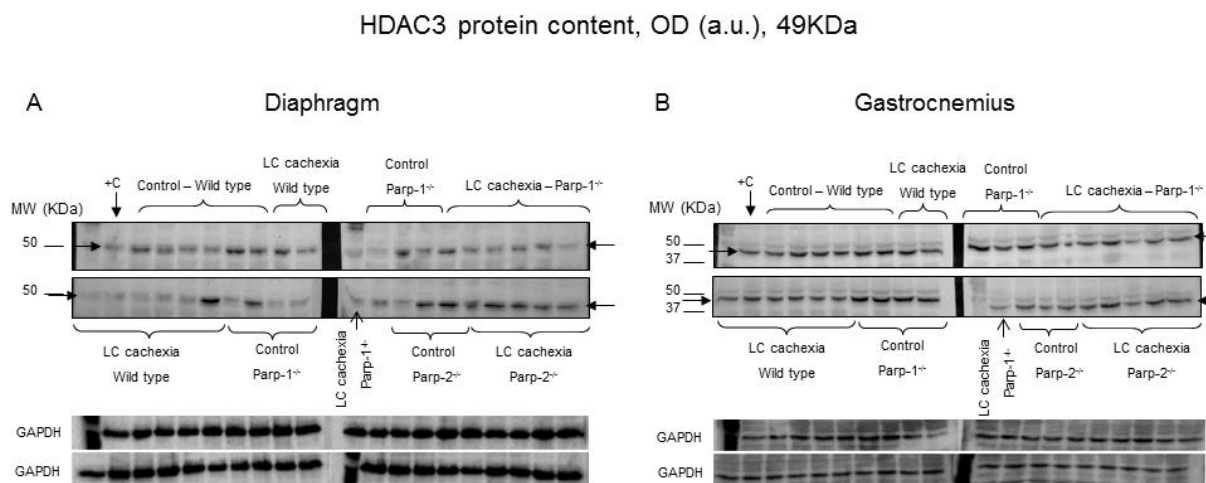 HDAC3 protein content, OD (a.u.), 49KDa
A
Diaphragm
LC cachexia
Wild type
Control
Parp-1-/-
+C
Control – Wild type
LC cachexia – Parp-1-/-
MW (KDa)
50
50
LC cachexia
Wild type
Control
Parp-1-/-
LC cachexia
Parp-1-/-
Control
Parp-2-/-
LC cachexia
Parp-2-/-
GAPDH
GAPDH
B
Gastrocnemius
LC cachexia
Wild type
Control
Parp-1-/-
+C
Control – Wild type
LC cachexia – Parp-1-/-
MW (KDa)
50
37
50
37
LC cachexia
Wild type
Control
Parp-1-/-
LC cachexia
Parp-1-/-
Control
Parp-2-/-
LC cachexia
Parp-2-/-
GAPDH
GAPDH